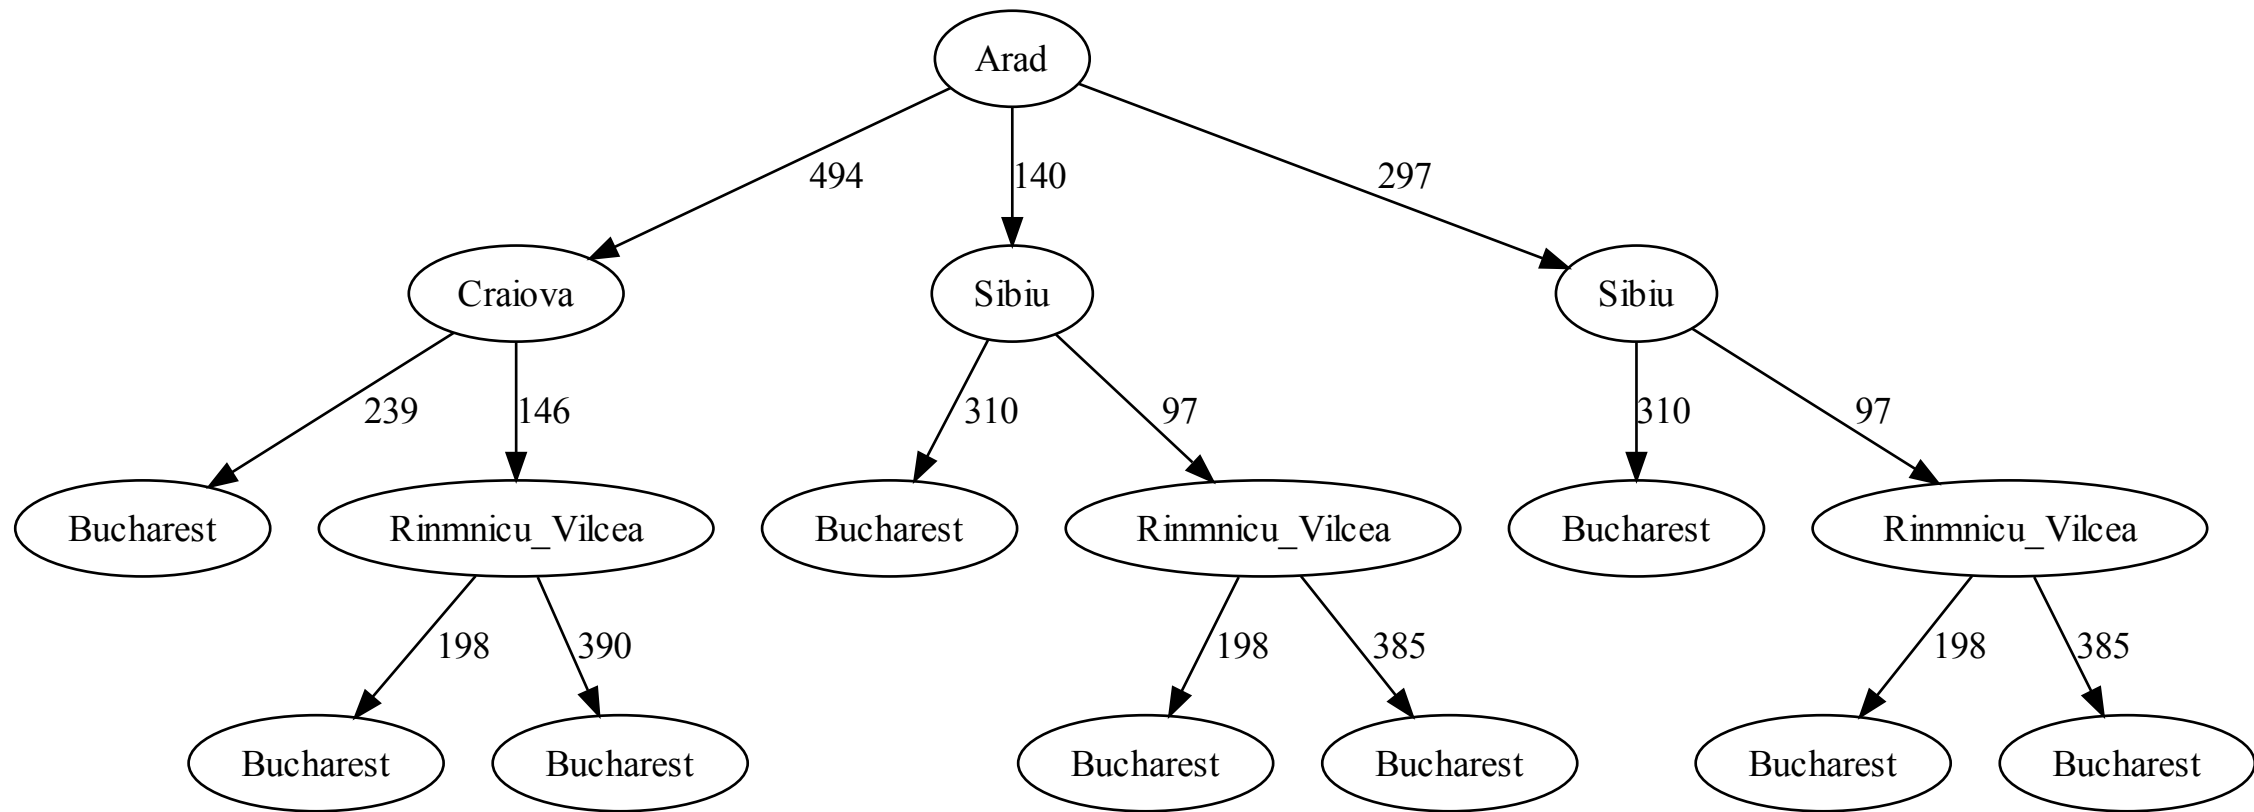 Arad
494
140
297
Craiova
Sibiu
Sibiu
239
146
310
97
310
97
Bucharest
Rinmnicu_Vilcea
Bucharest
Rinmnicu_Vilcea
Bucharest
Rinmnicu_Vilcea
198
390
198
385
198
385
Bucharest
Bucharest
Bucharest
Bucharest
Bucharest
Bucharest